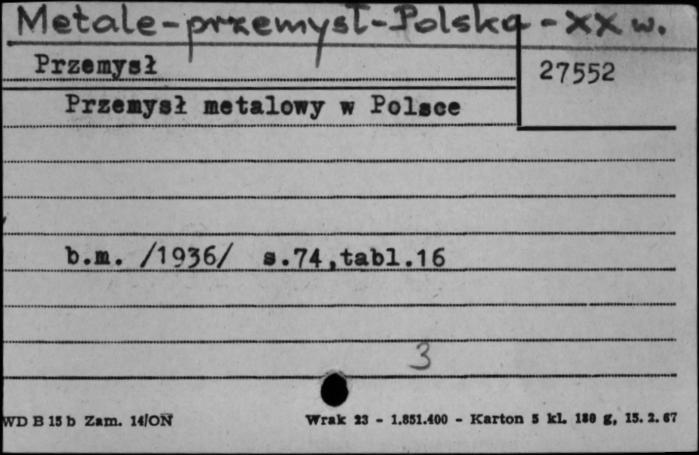 Metale-przemysł-Polska - XX w.
Przemysł
27552
Przemysł metalowy w Polsce
b.m. /1936/ s.74,tabl.16
3
WD B 15 b Zam. 14/ON Wrak 23 - 1.851.400 - Karton 5 kl. 180 g, 15. 2. 67